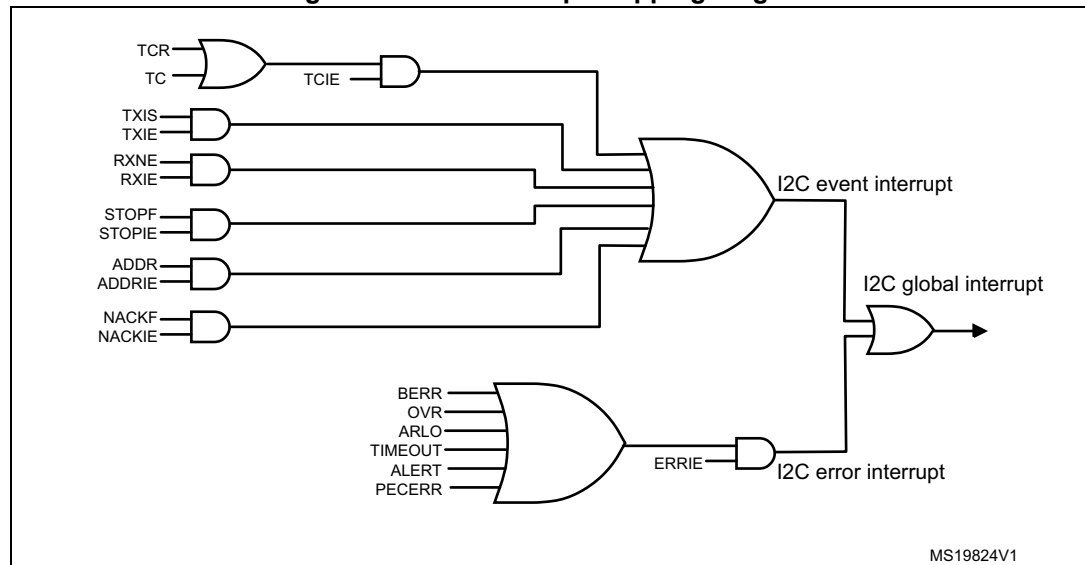 TCR
TC
TCIE
TXIS
TXIE
RXNE
RXIE
STOPF
STOPIE
ADDR
ADDRIE
NACKF
NACKIE
I2C event interrupt
I2C global interrupt
BERR
OVR
ARLO
TIMEOUT
ALERT
PECERR
ERRIE
I2C error interrupt
MS19824V1